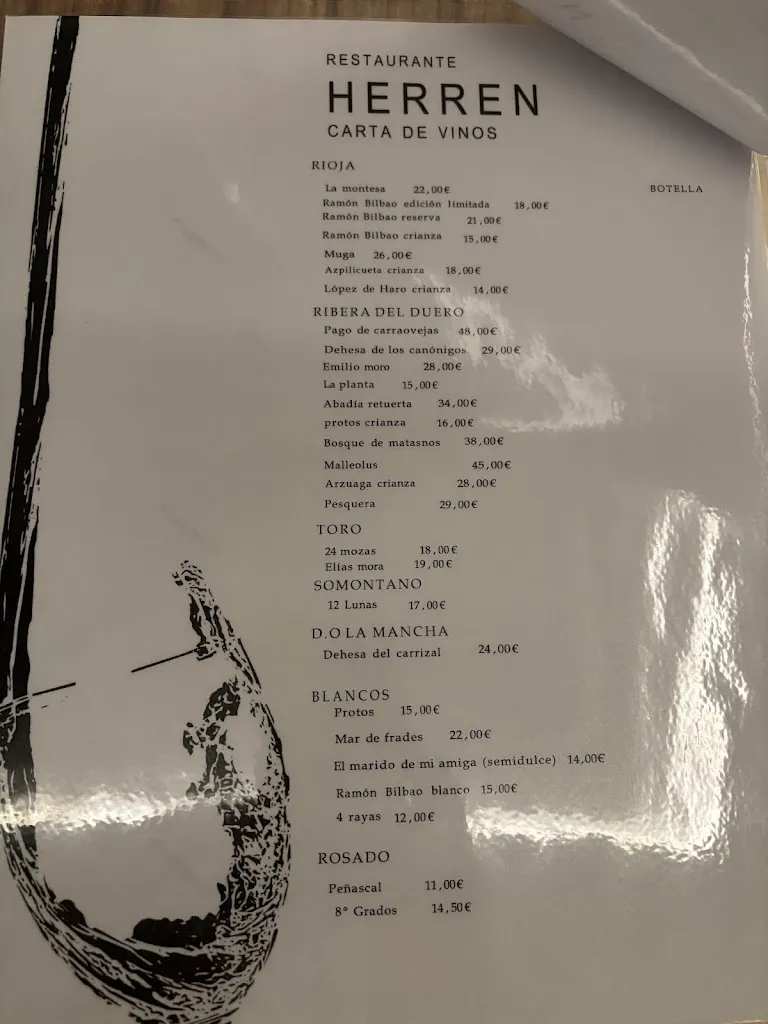 RESTAURANTE
HERREN
CARTA DE VINOS
RIOJA
BOTELLA
La montesa 22,00€
Ramón Bilbao edición limitada 18,00€
Ramón Bilbao reserva 21,00€
Ramón Bilbao crianza 15,00€
Muga 26,00€
Azpilicueta crianza 18,00€
López de Haro crianza 14,00€
RIBERA DEL DUERO
Pago de carraovejas 48,00€
Dehesa de los canónigos 29,00€
Emilio moro 28,00€
La planta 15,00€
Abadía retuerta 34,00€
protos crianza 16,00€
Bosque de matasnos 38,00€
Malleolus 45,00€
Arzuaga crianza 28,00€
Pesquera 29,00€
TORO
24 mozas 18,00€
Elías mora 19,00€
SOMONTANO
12 Lunas 17,00€
D.O LA MANCHA
Dehesa del carrizal 24,00€
BLANCOS
Protos 15,00€
Mar de frades 22,00€
El marido de mi amiga (semidulce) 14,00€
Ramón Bilbao blanco 15,00€
4 rayas 12,00€
ROSADO
Peñascal 11,00€
8° Grados 14,50€